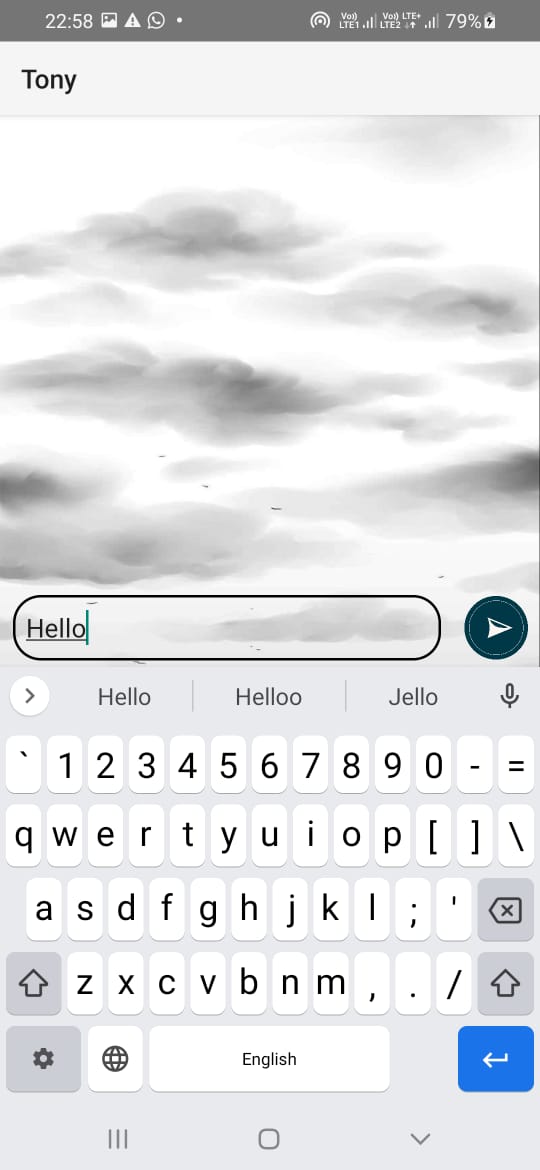 22:58 Vo)) LTE1 Vo)) LTE+ LTE2 79%
Tony
Hello
Hello Helloo Jello
` 1 2 3 4 5 6 7 8 9 0 - =
q w e r t y u i o p [ ] \
a s d f g h j k l ; '
z x c v b n m , . /
English